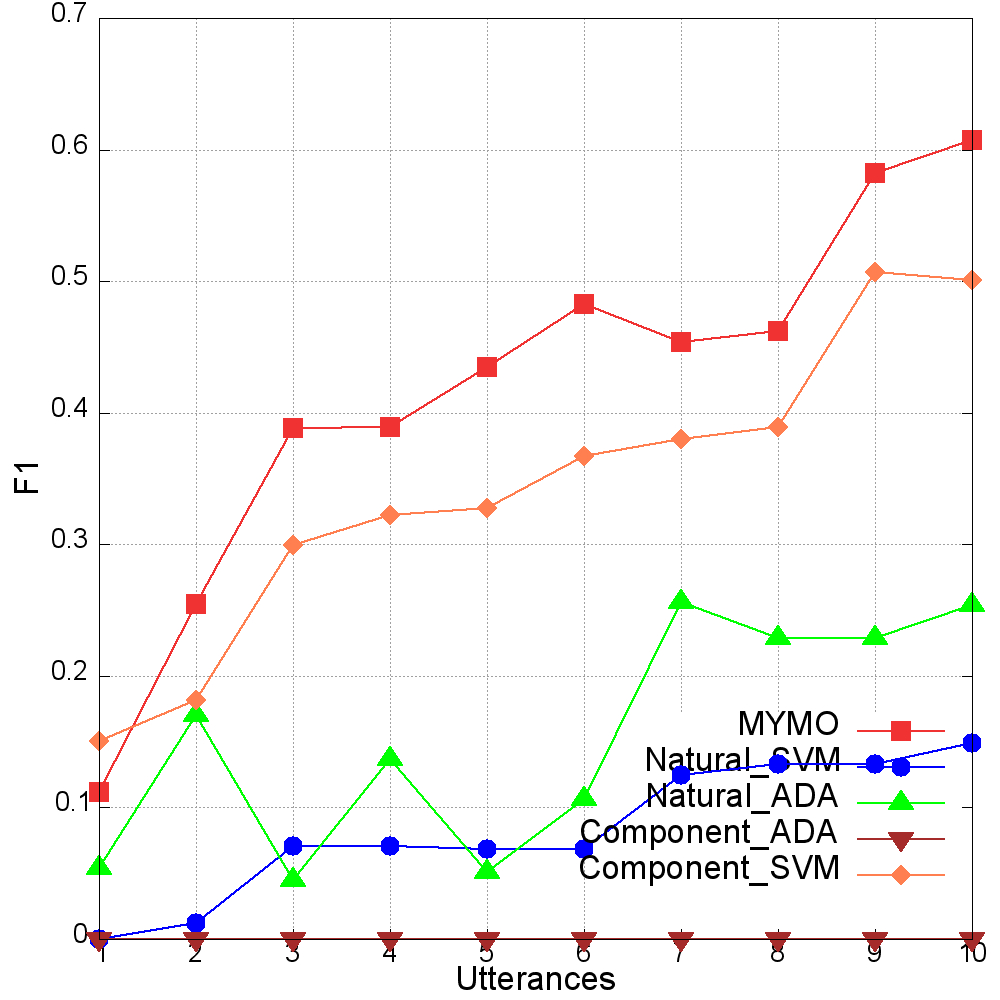 0.7
0.6
0.5
0.4
0.3
0.2
0.1
0
F1
MYMO
Natural_SVM
Natural_ADA
Component_ADA
Component_SVM
1 2 3 4 5 6 7 8 9 10
Utterances